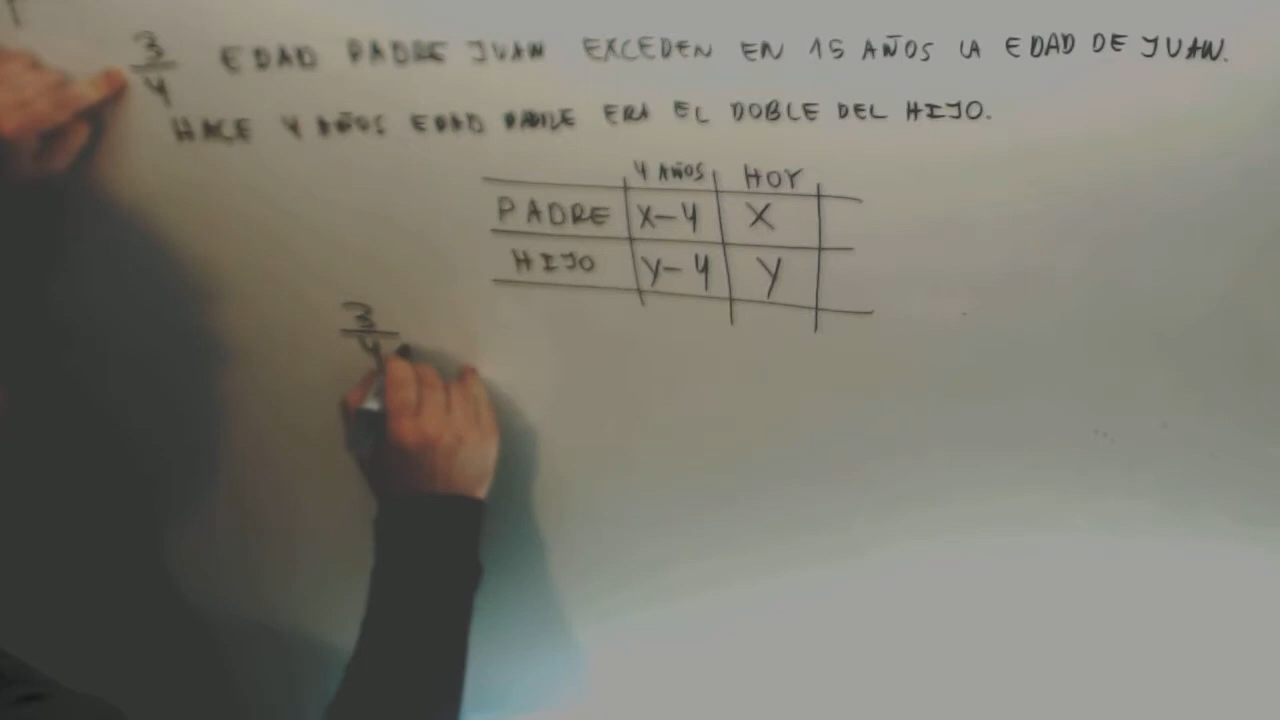 3/4 EDAD PADRE JUAN EXCEDEN EN 15 AÑOS LA EDAD DE JUAN.
HACE 4 AÑOS EDAD PADRE ERA EL DOBLE DEL HIJO.
4 AÑOS HOY
PADRE X-4 X
HIJO Y-4 Y
3/4